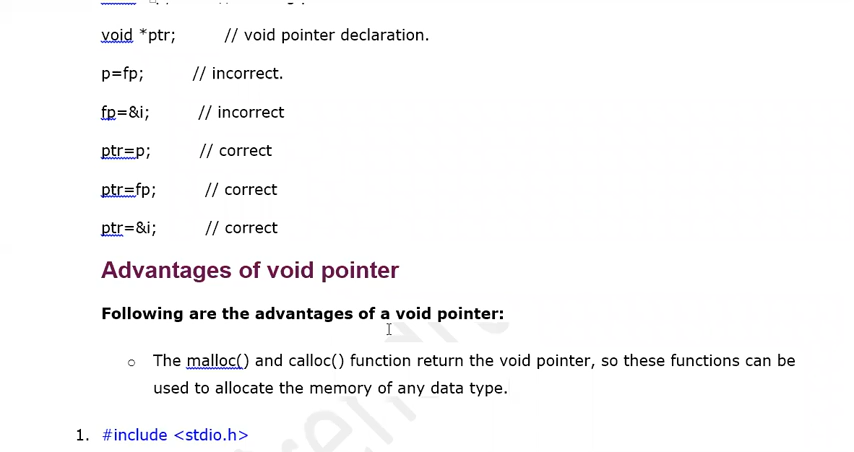 void *ptr; // void pointer declaration.
p=fp; // incorrect.
fp=&i; // incorrect
ptr=p; // correct
ptr=fp; // correct
ptr=&i; // correct
Advantages of void pointer
Following are the advantages of a void pointer:
o The malloc() and calloc() function return the void pointer, so these functions can be
used to allocate the memory of any data type.
1. #include <stdio.h>